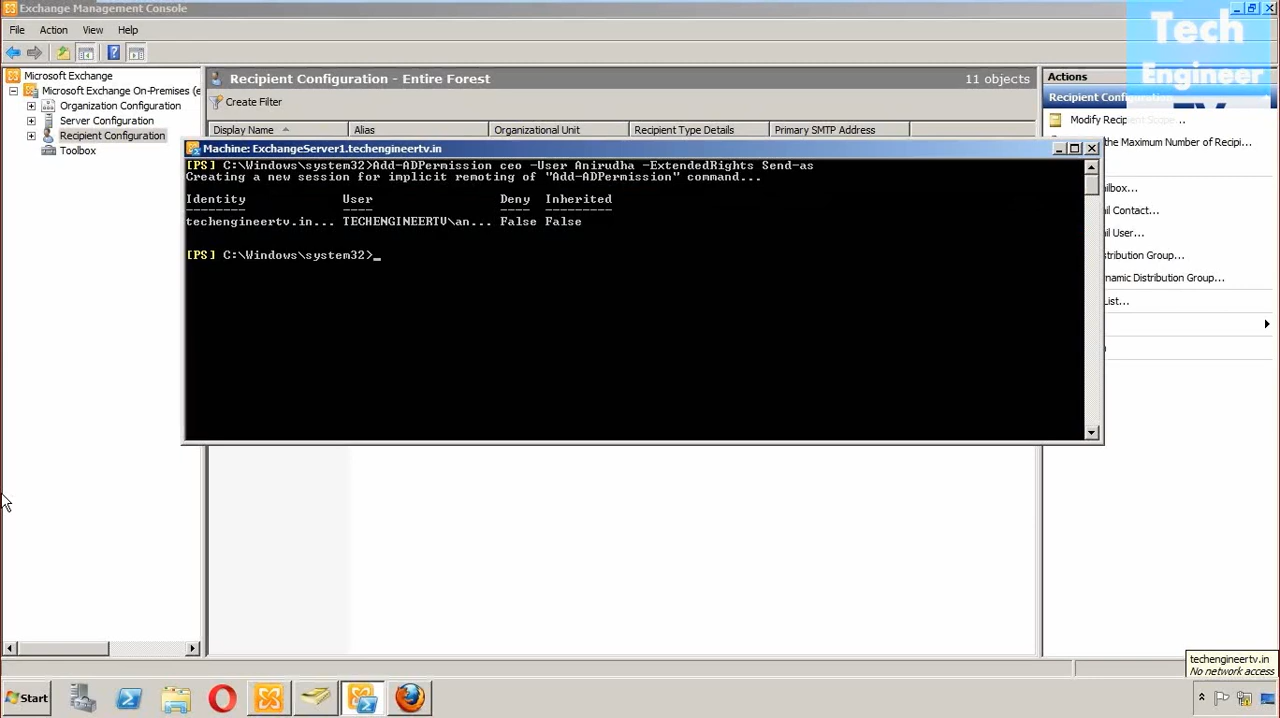 Exchange Management Console
File Action View Help
Microsoft Exchange
Microsoft Exchange On-Premises (e
Organization Configuration
Server Configuration
Recipient Configuration
Toolbox
Recipient Configuration - Entire Forest
11 objects
Create Filter
Display Name Alias Organizational Unit Recipient Type Details Primary SMTP Address
Machine: ExchangeServer1.techengineertv.in
[PS] C:\Windows\system32>Add-ADPermission ceo -User Anirudha -ExtendedRights Send-as
Creating a new session for implicit remoting of "Add-ADPermission" command...
Identity User Deny Inherited
-------- ---- ---- ---------
techengineertv.in... TECHENGINEERTV\an... False False
[PS] C:\Windows\system32>_
Actions
Recipient Configuration
Modify Recipient Scope ...
the Maximum Number of Recipi...
ilbox...
il Contact...
il User...
stribution Group...
namic Distribution Group...
List...
Tech
Engineer
techengineertv.in
No network access
Start